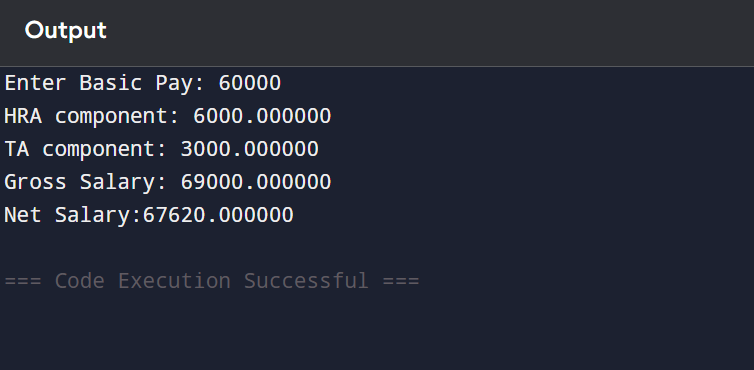 Output
Enter Basic Pay: 60000
HRA component: 6000.000000
TA component: 3000.000000
Gross Salary: 69000.000000
Net Salary:67620.000000
=== Code Execution Successful ===